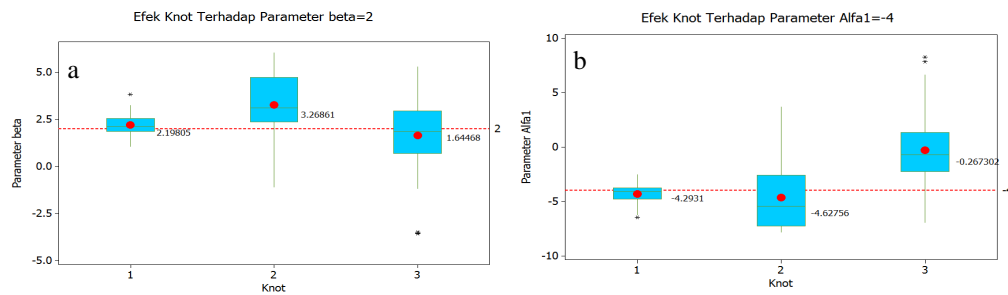 Efek Knot Terhadap Parameter beta=2
a
5.0
2.5
0.0
-2.5
-5.0
Parameter beta
2.19805
3.26861
1.64468
2
1
2
3
Knot
Efek Knot Terhadap Parameter Alfa1=-4
b
10
5
0
-5
-10
Parameter Alfa1
-4.2931
-4.62756
-0.267302
1
2
3
Knot